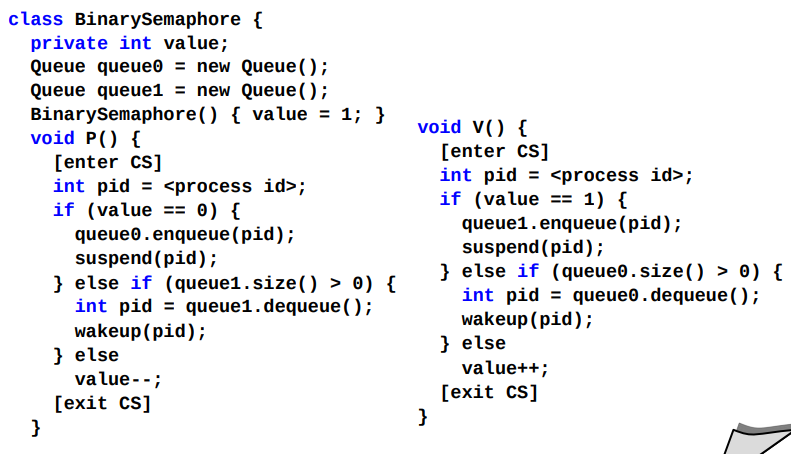 class BinarySemaphore {
  private int value;
  Queue queue0 = new Queue();
  Queue queue1 = new Queue();
  BinarySemaphore() { value = 1; }
  void P() {
    [enter CS]
    int pid = <process id>;
    if (value == 0) {
      queue0.enqueue(pid);
      suspend(pid);
    } else if (queue1.size() > 0) {
      int pid = queue1.dequeue();
      wakeup(pid);
    } else
      value--;
    [exit CS]
  }
void V() {
  [enter CS]
  int pid = <process id>;
  if (value == 1) {
    queue1.enqueue(pid);
    suspend(pid);
  } else if (queue0.size() > 0) {
    int pid = queue0.dequeue();
    wakeup(pid);
  } else
    value++;
  [exit CS]
}